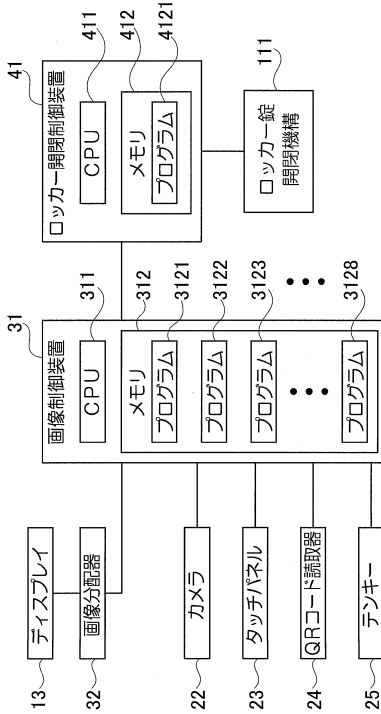 31
画像制御装置
311
CPU
312
メモリ
3121
プログラム
3122
プログラム
3123
プログラム
3128
プログラム
41
ロッカー開閉制御装置
411
CPU
412
メモリ
4121
プログラム
111
ロッカー錠
開閉機構
13
ディスプレイ
32
画像分配器
22
カメラ
23
タッチパネル
24
QRコード読取器
25
テンキー